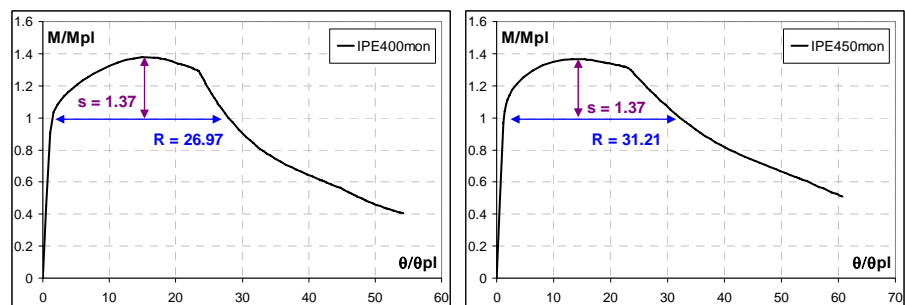 M/Mpl
IPE400mon
s = 1.37
R = 26.97
θ/θpl
1.6
1.4
1.2
1
0.8
0.6
0.4
0.2
0
0 10 20 30 40 50 60
M/Mpl
IPE450mon
s = 1.37
R = 31.21
θ/θpl
1.6
1.4
1.2
1
0.8
0.6
0.4
0.2
0
0 10 20 30 40 50 60 70